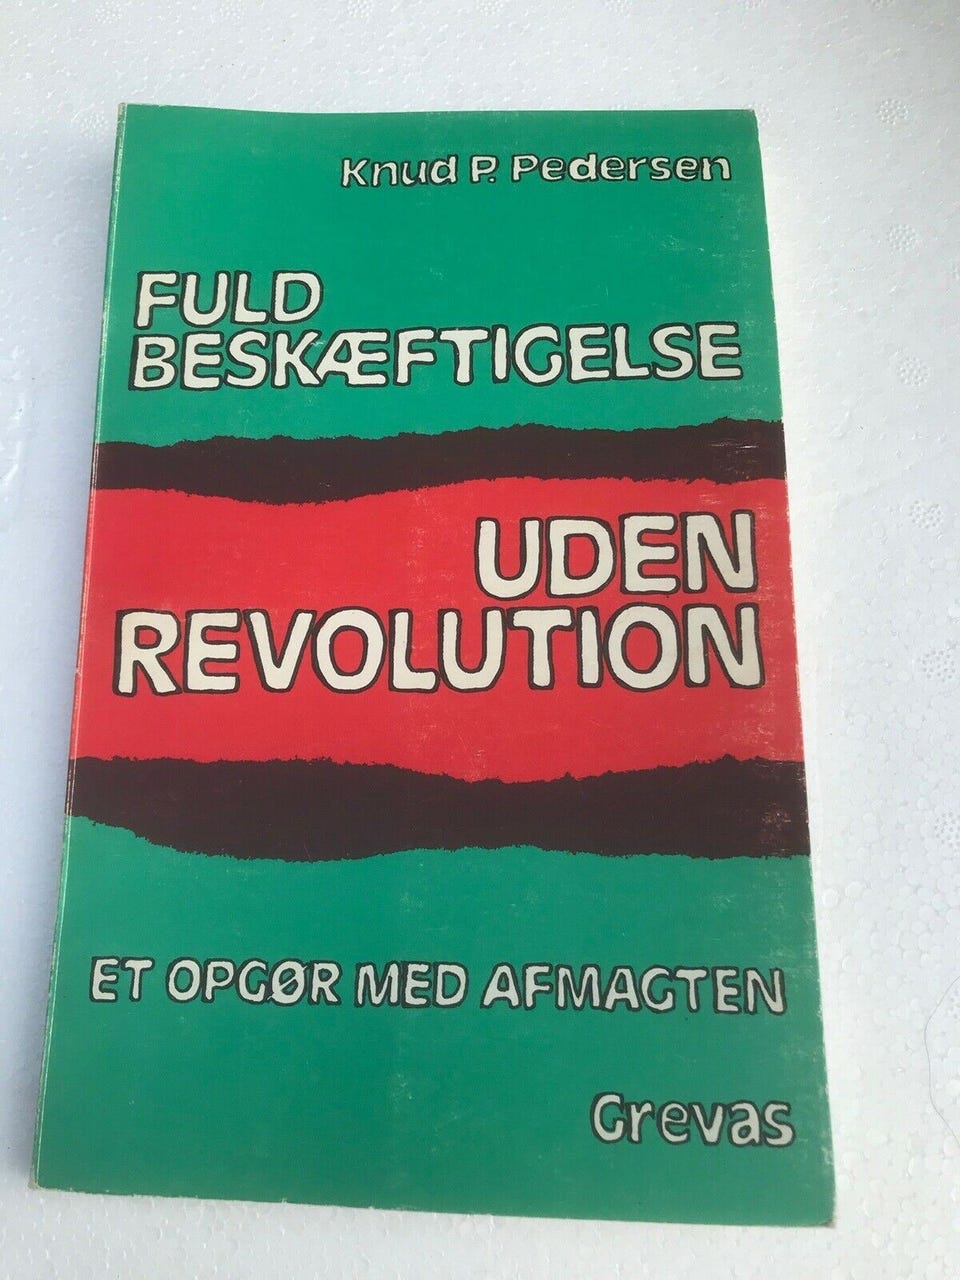 Knud P. Pedersen
FULD
BESKÆFTIGELSE
UDEN
REVOLUTION
ET OPGØR MED AFMAGTEN
Grevas